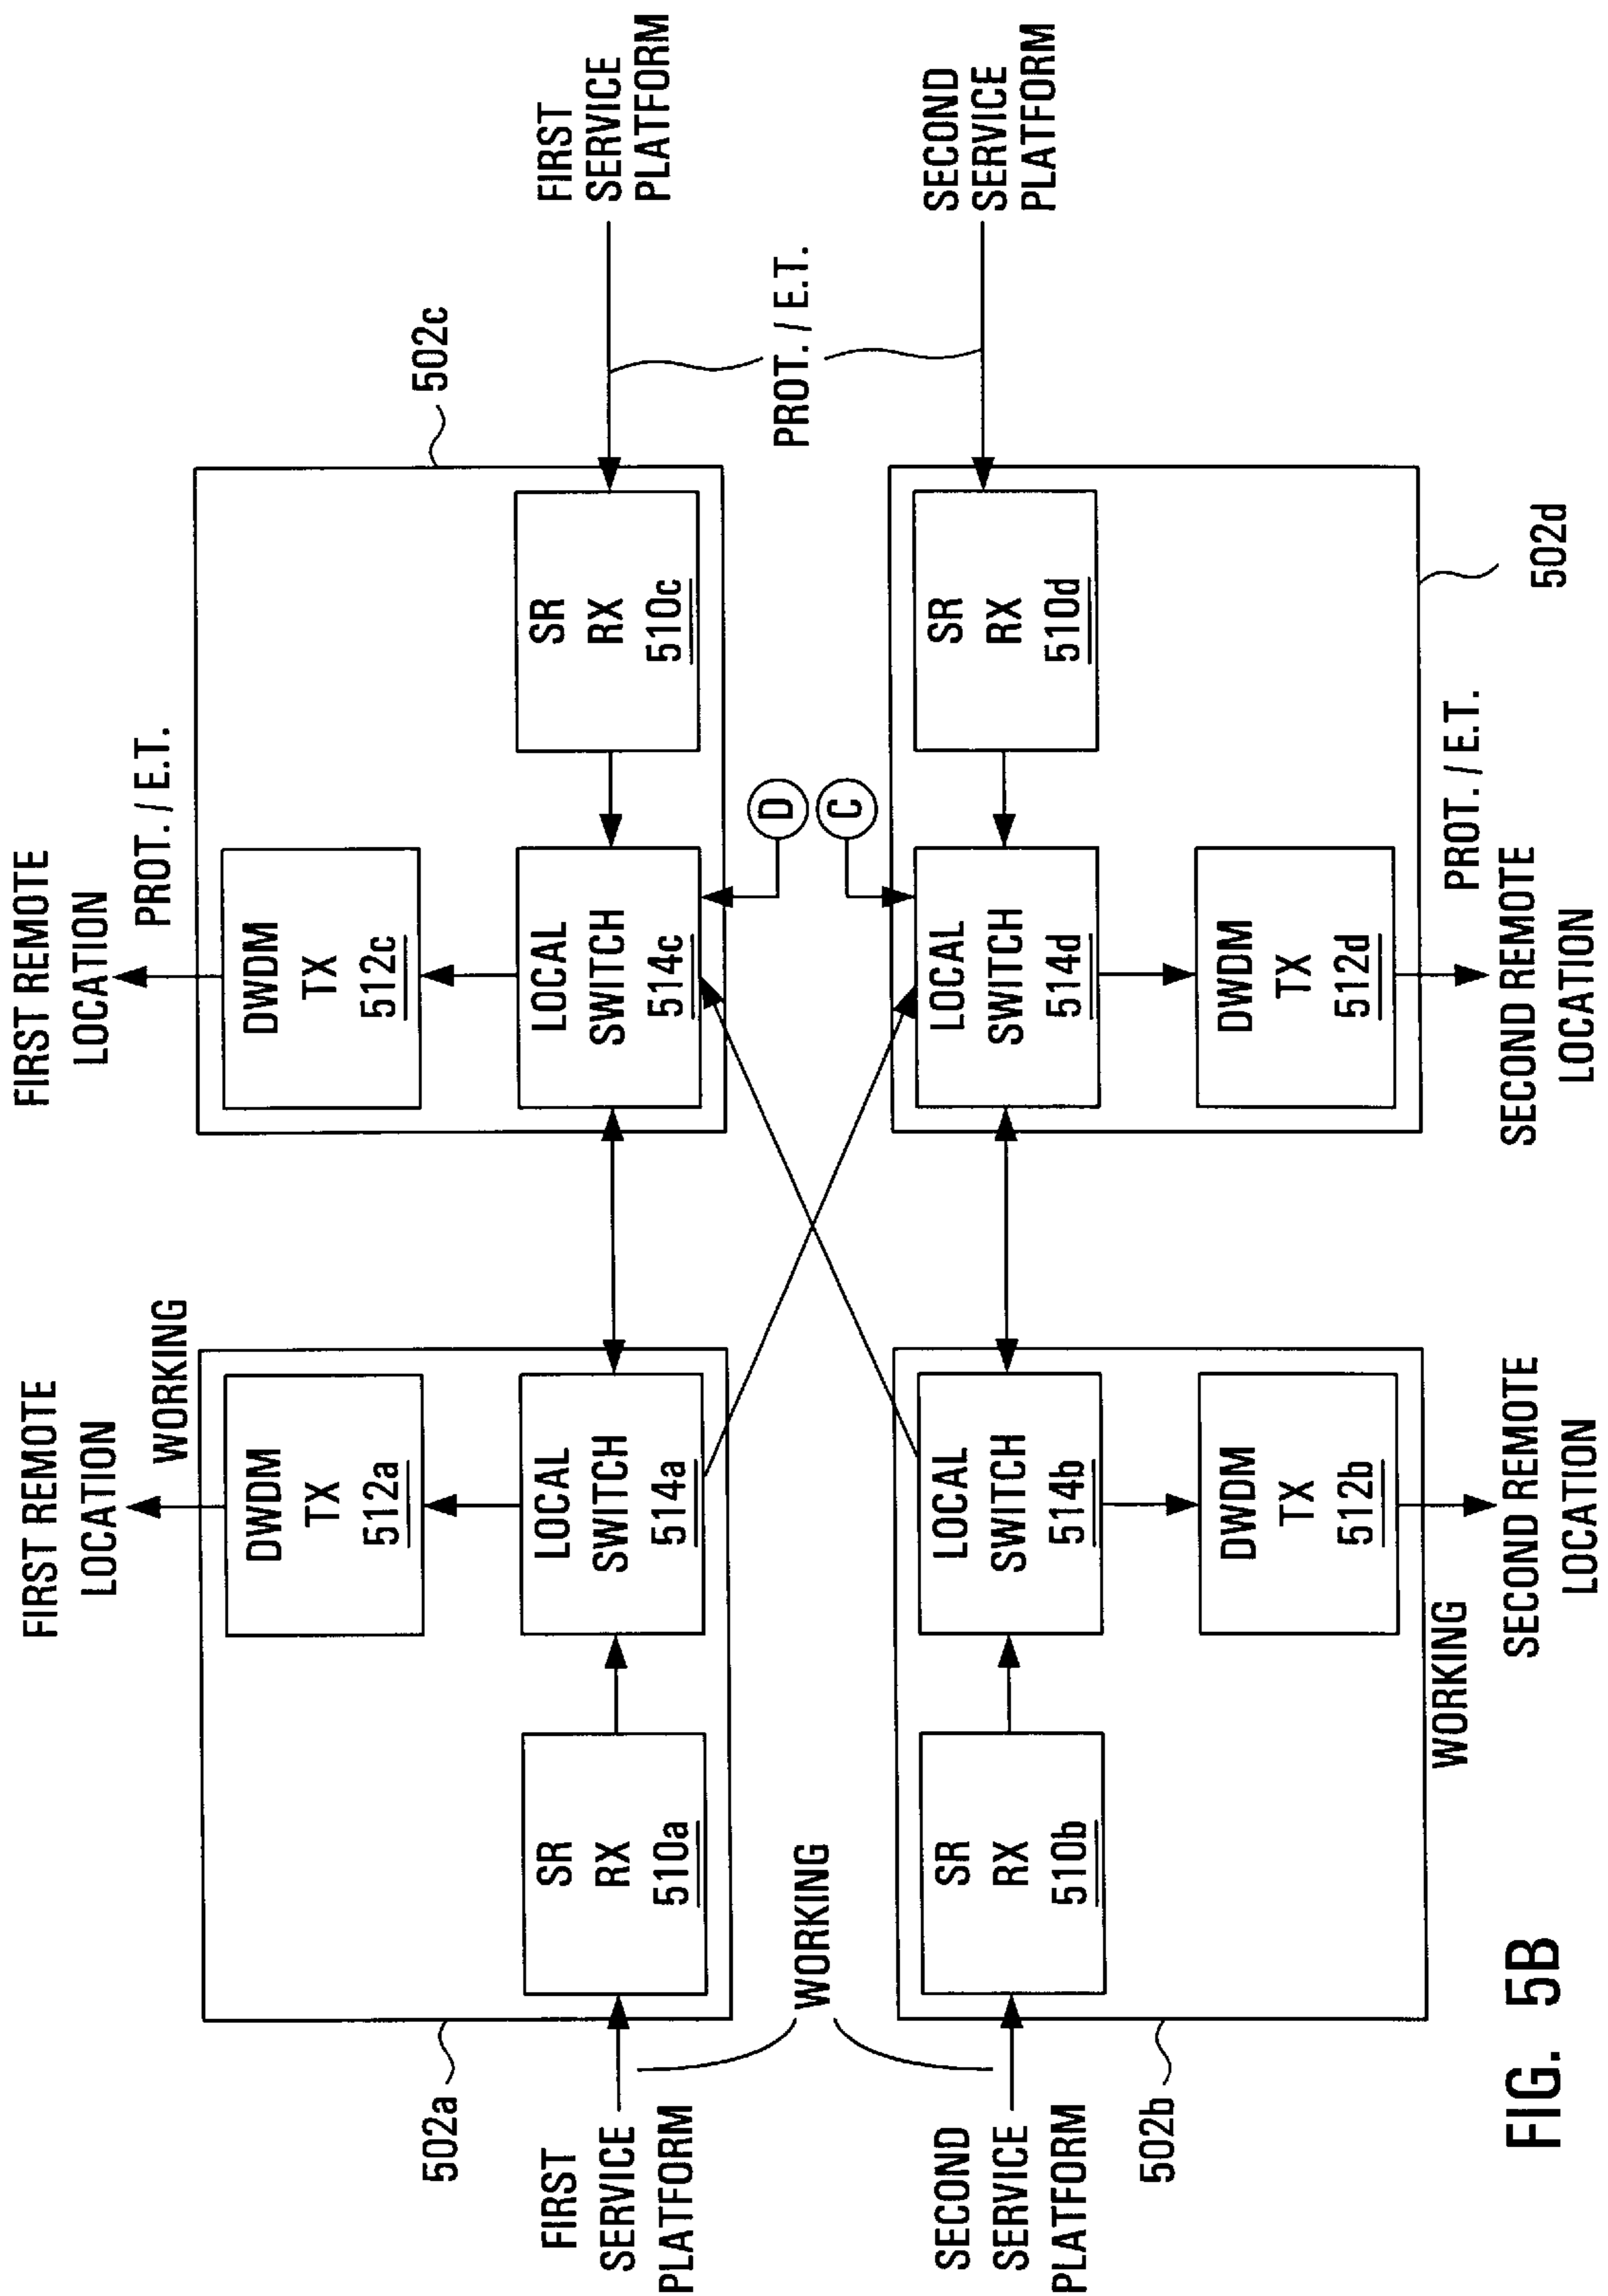 FIRST REMOTE
LOCATION
WORKING
DWDM
TX
512a
LOCAL
SWITCH
514a
SR
RX
510a
502a
FIRST
SERVICE
PLATFORM
FIRST REMOTE
LOCATION
PROT. / E.T.
DWDM
TX
512c
LOCAL
SWITCH
514c
SR
RX
510c
502c
FIRST
SERVICE
PLATFORM
WORKING
D
C
PROT. / E.T.
SECOND
SERVICE
PLATFORM
502b
SR
RX
510b
LOCAL
SWITCH
514b
DWDM
TX
512b
WORKING
SECOND REMOTE
LOCATION
LOCAL
SWITCH
514d
SR
RX
510d
DWDM
TX
512d
SECOND
SERVICE
PLATFORM
502d
PROT. / E.T.
SECOND REMOTE
LOCATION
FIG. 5B